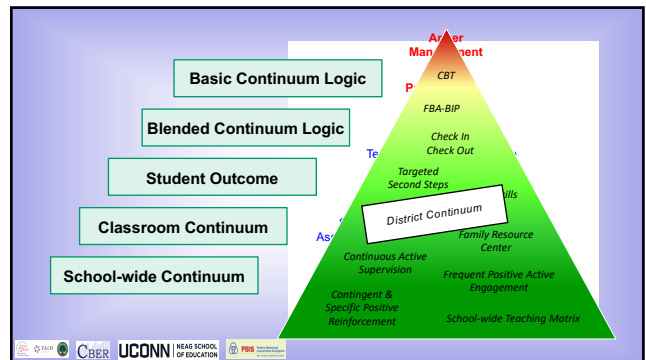 Basic Continuum Logic
Blended Continuum Logic
Student Outcome
Classroom Continuum
School-wide Continuum
CBT
FBA-BIP
Check In
Check Out
Targeted
Second Steps
District Continuum
Family Resource
Center
Continuous Active
Supervision
Frequent Positive Active
Engagement
Contingent &
Specific Positive
Reinforcement
School-wide Teaching Matrix
CBER
UCONN
NEAG SCHOOL
OF EDUCATION
PBIS